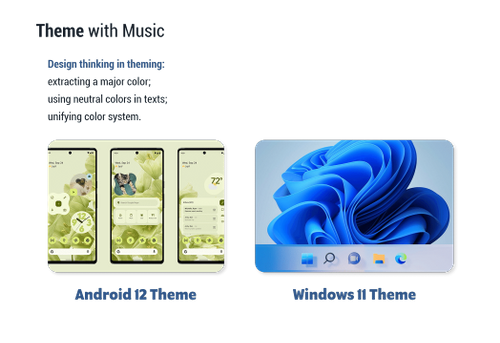 Theme with Music
Design thinking in theming:
extracting a major color;
using neutral colors in texts;
unifying color system.
72°
Android 12 Theme
Windows 11 Theme